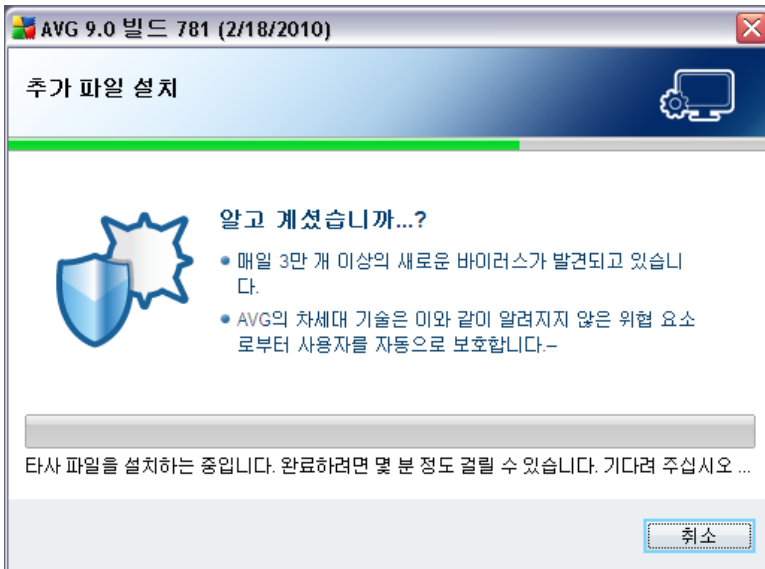 AVG 9.0 빌드 781 (2/18/2010)
추가 파일 설치
알고 계셨습니까...?
매일 3만 개 이상의 새로운 바이러스가 발견되고 있습니
다.
AVG의 차세대 기술은 이와 같이 알려지지 않은 위협 요소
로부터 사용자를 자동으로 보호합니다.–
타사 파일을 설치하는 중입니다. 완료하려면 몇 분 정도 걸릴 수 있습니다. 기다려 주십시오 ...
취소